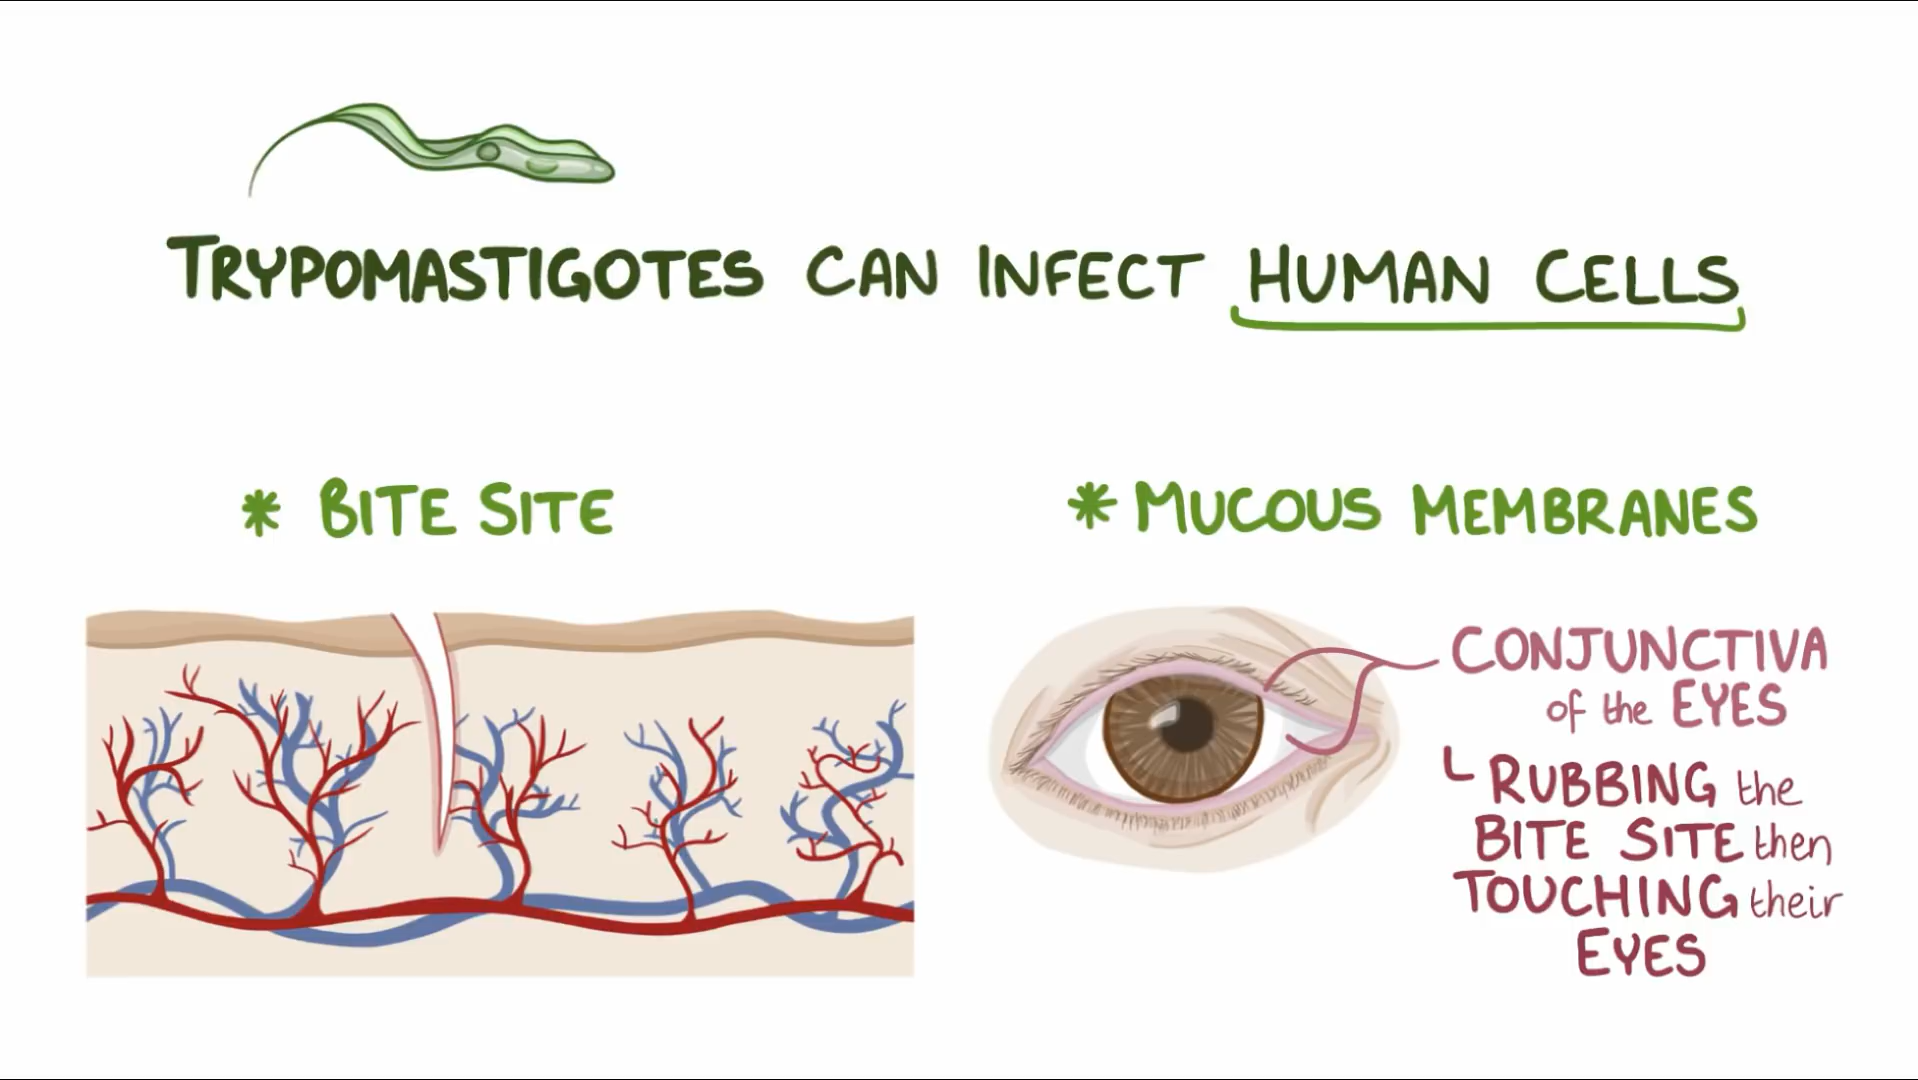 TRYPOMASTIGOTES CAN INFECT HUMAN CELLS
* BITE SITE
* MUCOUS MEMBRANES
CONJUNCTIVA
of the EYES
RUBBING the
BITE SITE then
TOUCHING their
EYES